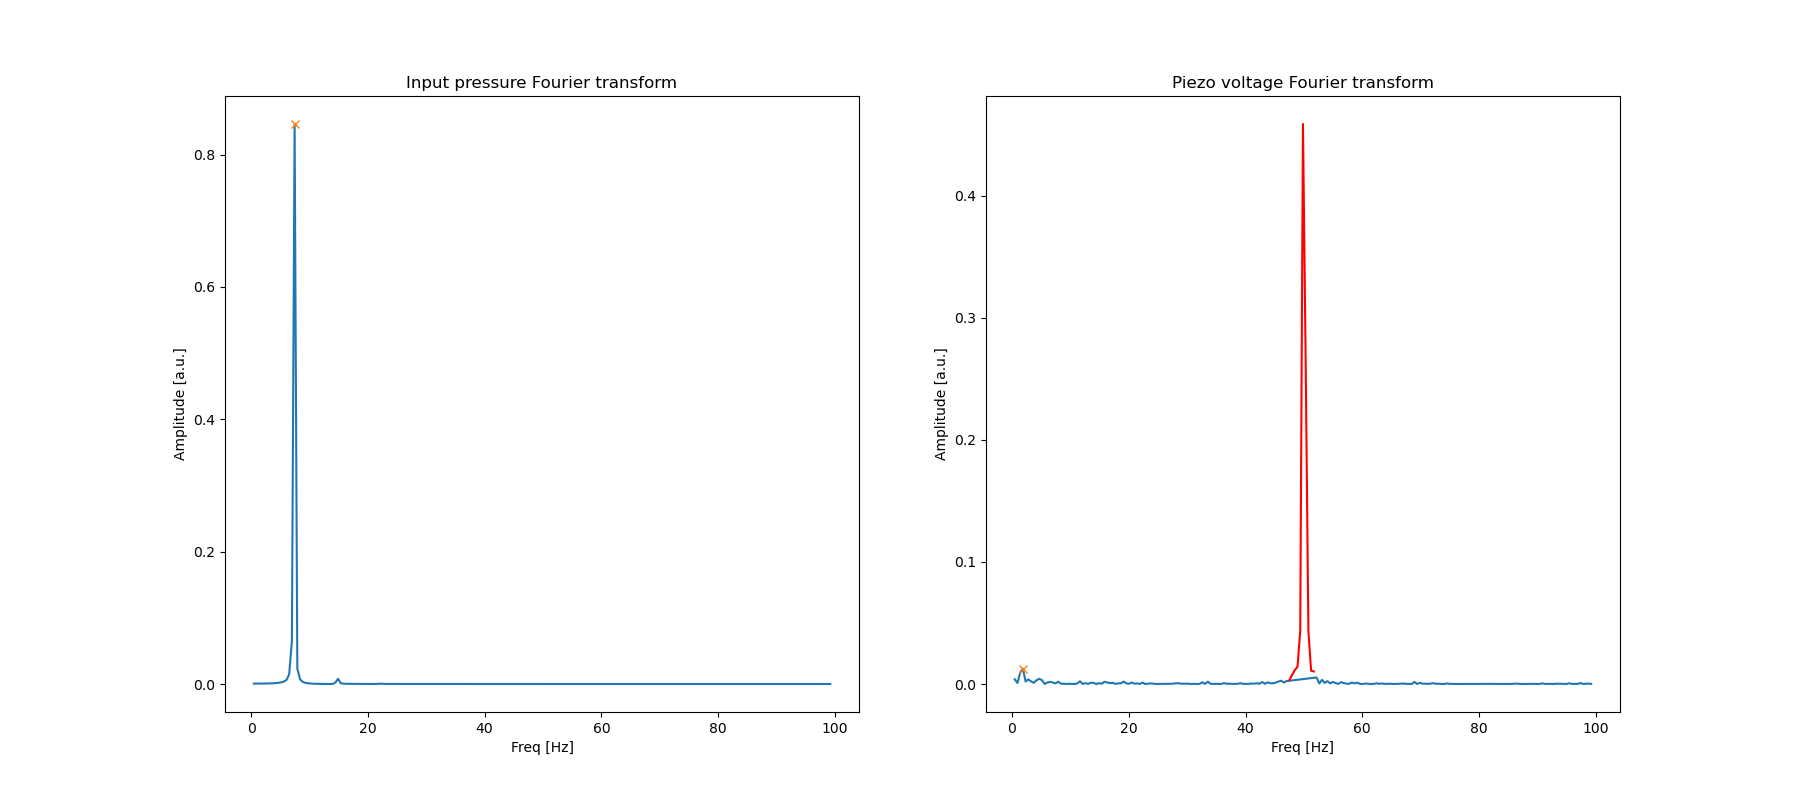 Input pressure Fourier transform
Amplitude [a.u.]
0.8
0.6
0.4
0.2
0.0
0 20 40 60 80 100
Freq [Hz]
Piezo voltage Fourier transform
Amplitude [a.u.]
0.4
0.3
0.2
0.1
0.0
0 20 40 60 80 100
Freq [Hz]